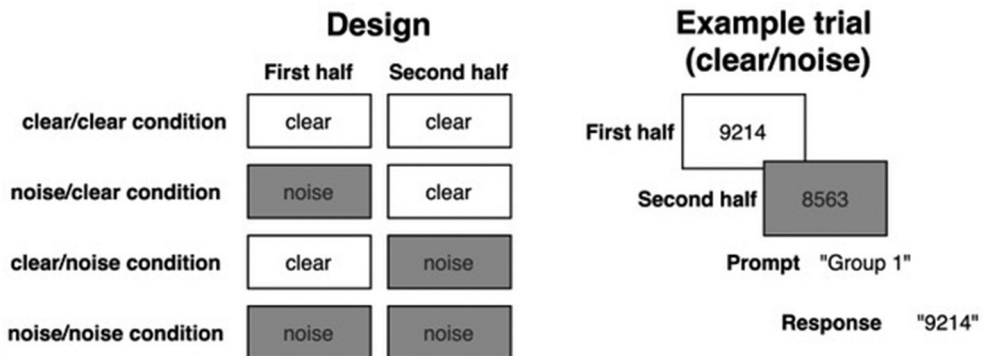 Design
First half Second half
clear/clear condition clear clear
noise/clear condition noise clear
clear/noise condition clear noise
noise/noise condition noise noise
Example trial
(clear/noise)
First half 9214
Second half 8563
Prompt "Group 1"
Response "9214"